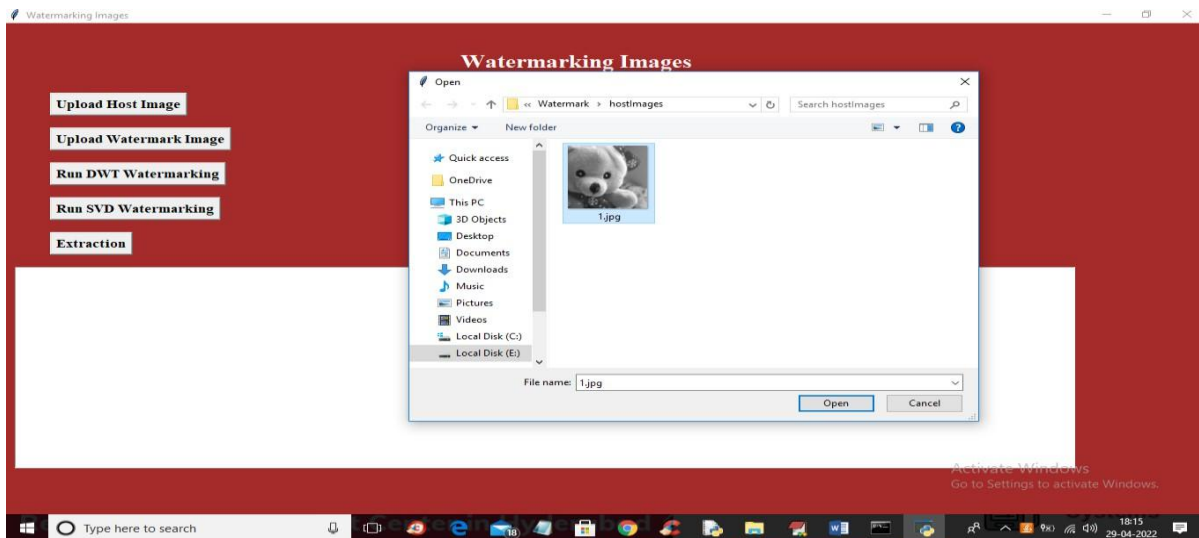 Watermarking Images
Watermarking Images
Upload Host Image
Upload Watermark Image
Run DWT Watermarking
Run SVD Watermarking
Extraction
Open
« Watermark › hostImages
Search hostImages
Organize
New folder
Quick access
OneDrive
This PC
3D Objects
Desktop
Documents
Downloads
Music
Pictures
Videos
Local Disk (C:)
Local Disk (E:)
1.jpg
File name: 1.jpg
Open
Cancel
Activate Windows
Go to Settings to activate Windows.
Type here to search
18
18:15
29-04-2022